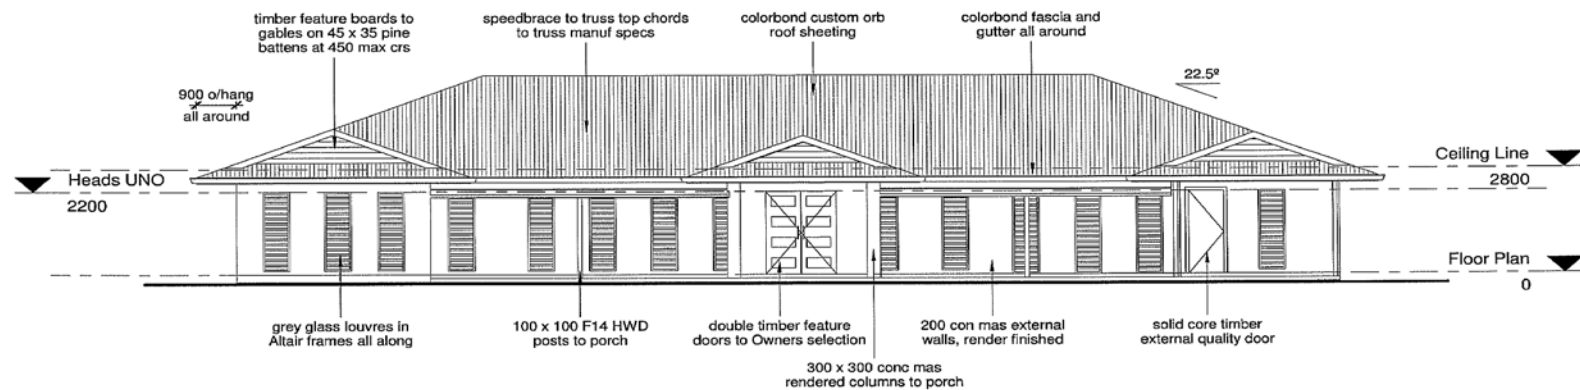 timber feature boards to
gables on 45 x 35 pine
battens at 450 max crs
speedbrace to truss top chords
to truss manuf specs
colorbond custom orb
roof sheeting
colorbond fascia and
gutter all around
22.5º
900 o/hang
all around
Heads UNO
2200
Ceiling Line
2800
Floor Plan
0
grey glass louvres in
Altair frames all along
100 x 100 F14 HWD
posts to porch
double timber feature
doors to Owners selection
300 x 300 conc mas
rendered columns to porch
200 con mas external
walls, render finished
solid core timber
external quality door